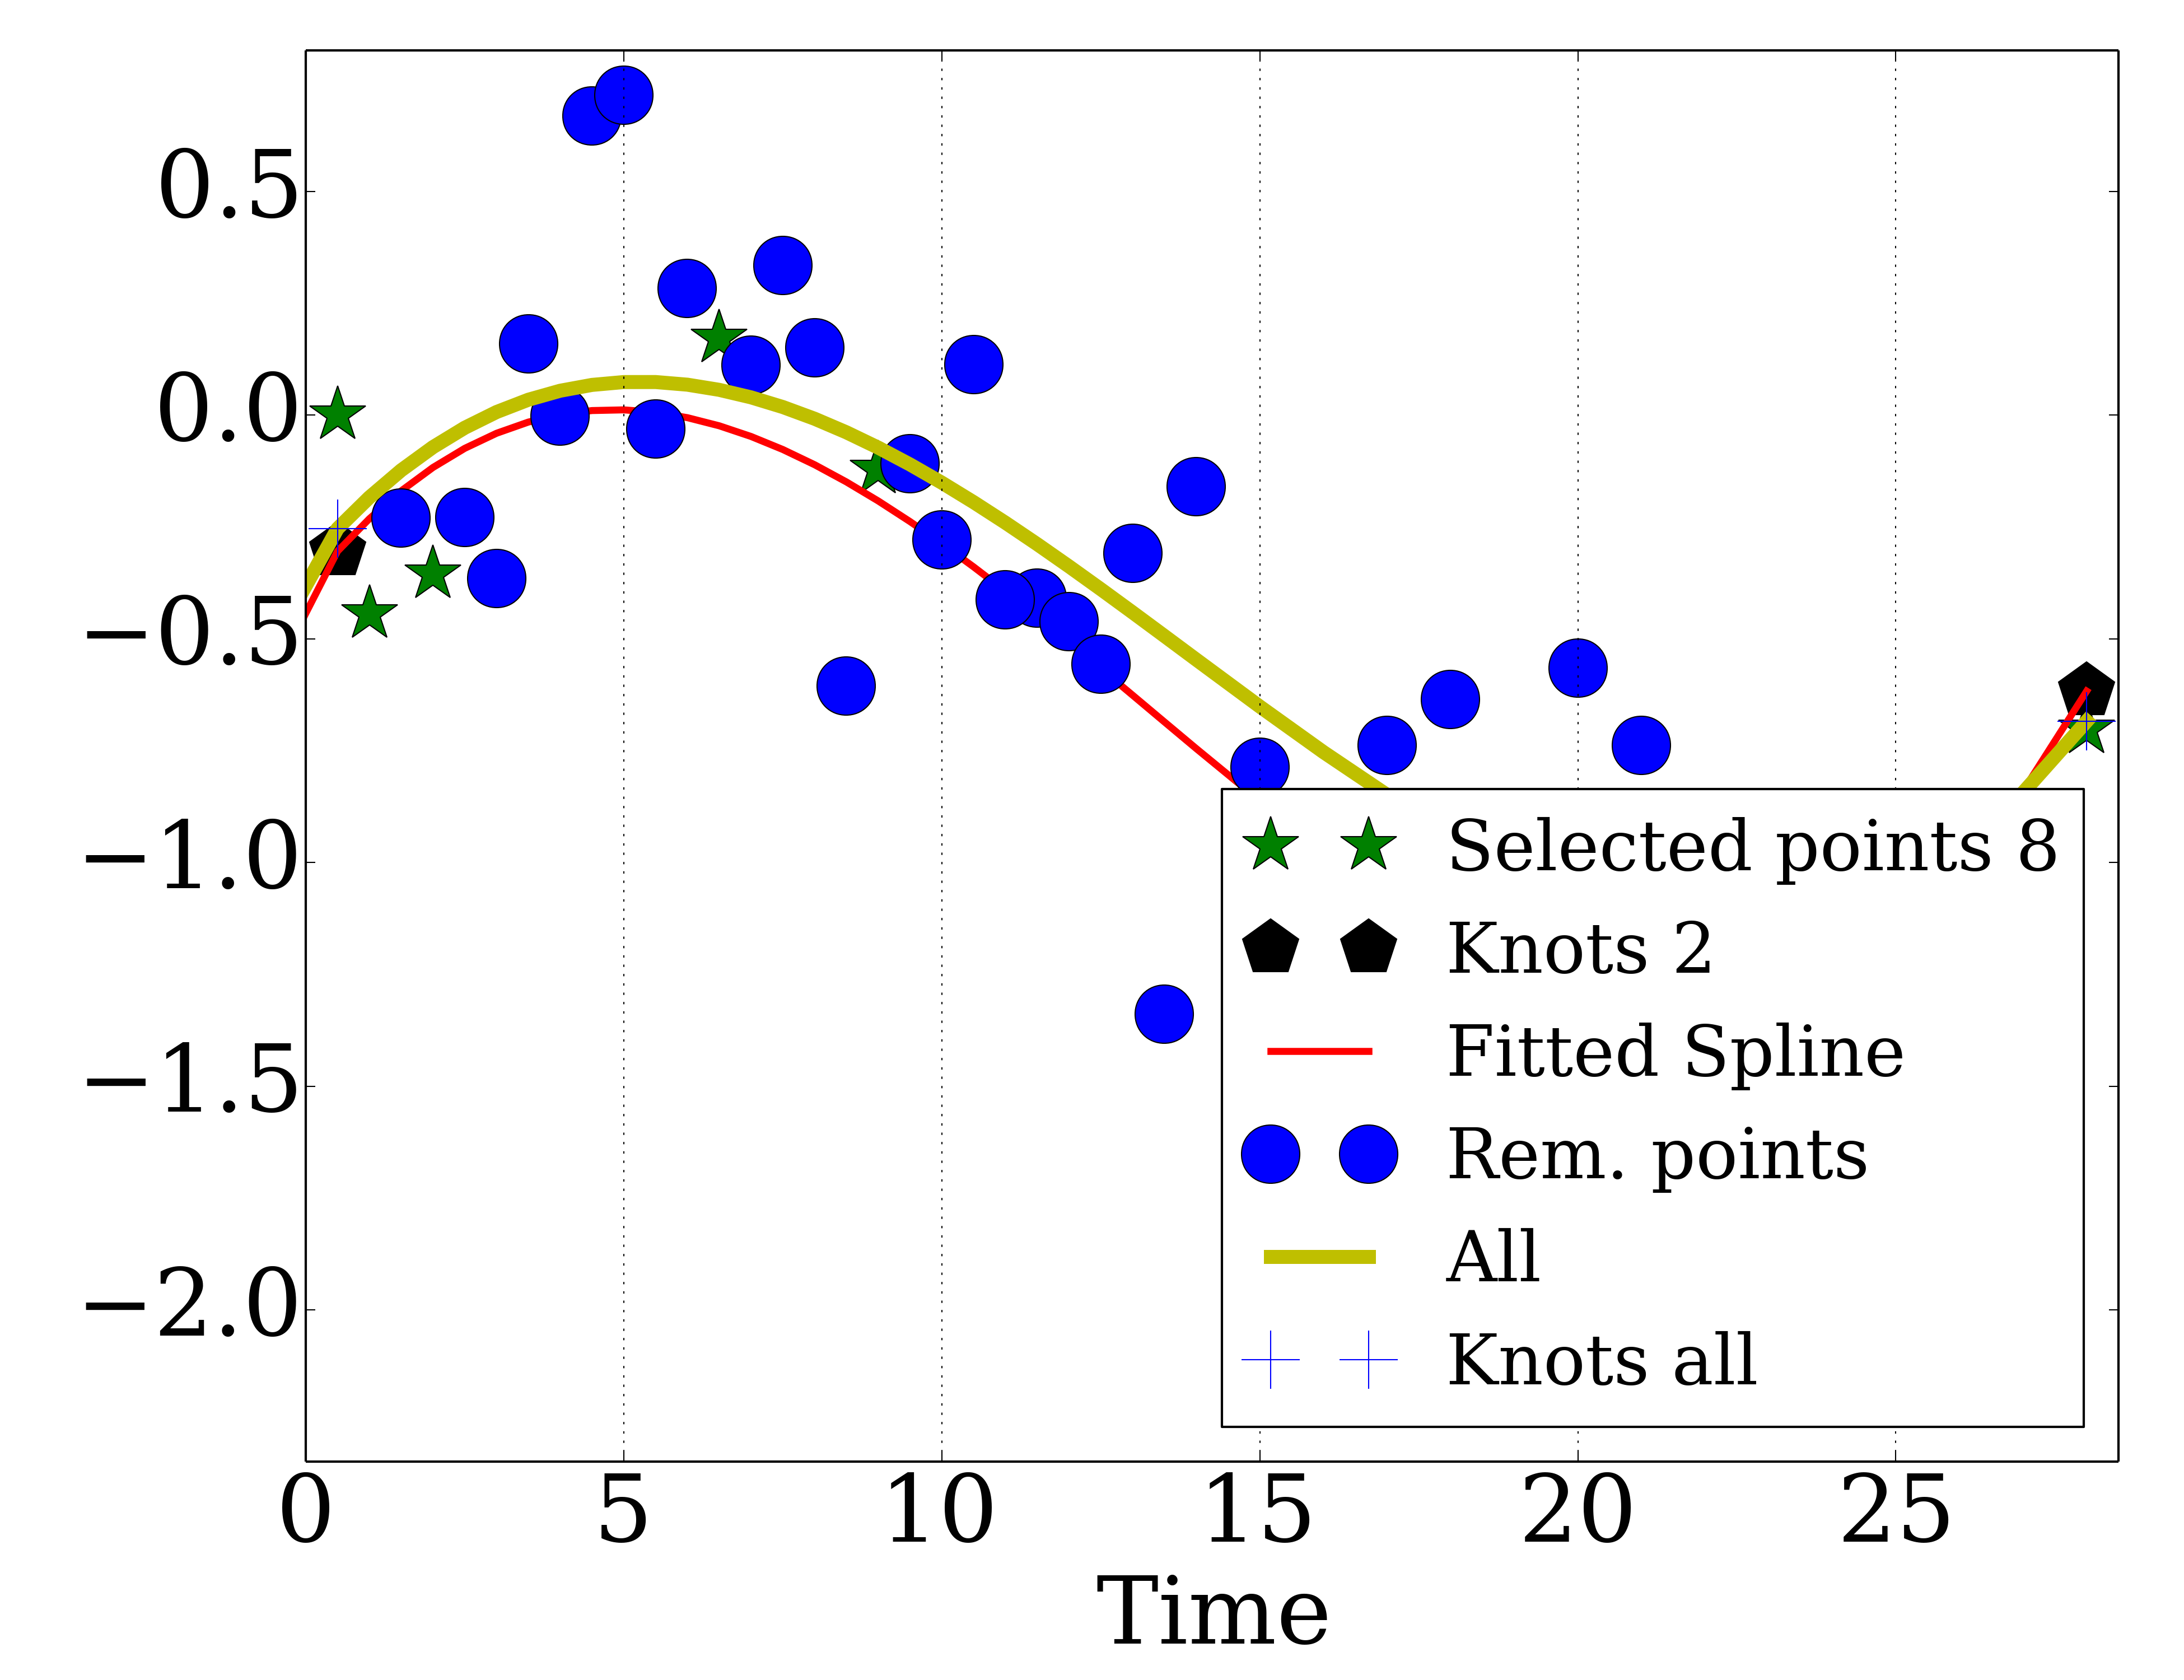 0.5
0.0
−0.5
−1.0
−1.5
−2.0
Selected points 8
Knots 2
Fitted Spline
Rem. points
All
Knots all
0 5 10 15 20 25
Time